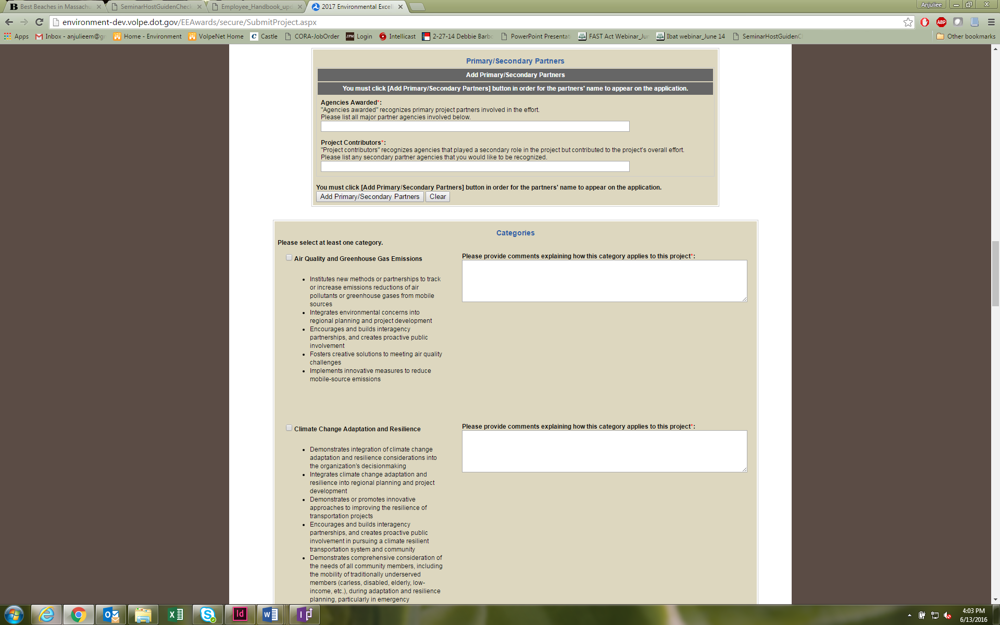 Best Beaches in Massachu
SeminarHostGuidenCheck
Employee_Handbook_upd
2017 Environmental Excell
Anjuliee
environment-dev.volpe.dot.gov/EEAwards/secure/SubmitProject.aspx
ABP
Apps
Inbox - anjulieem@g
Home - Environment
VolpeNet Home
Castle
CORA-JobOrder
JPM Login
Intellicast
2-27-14 Debbie Barbo
PowerPoint Presentat
FAST Act Webinar_Jun
Ibat webinar_June 14
SeminarHostGuidenC
Other bookmarks
Primary/Secondary Partners
Add Primary/Secondary Partners
You must click [Add Primary/Secondary Partners] button in order for the partners' name to appear on the application.
Agencies Awarded*:
"Agencies awarded" recognizes primary project partners involved in the effort.
Please list all major partner agencies involved below.
Project Contributors*:
"Project contributors" recognizes agencies that played a secondary role in the project but contributed to the project's overall effort.
Please list any secondary partner agencies that you would like to be recognized.
You must click [Add Primary/Secondary Partners] button in order for the partners' name to appear on the application.
Add Primary/Secondary Partners
Clear
Categories
Please select at least one category.
Air Quality and Greenhouse Gas Emissions
Please provide comments explaining how this category applies to this project*:
Institutes new methods or partnerships to track
or increase emissions reductions of air
pollutants or greenhouse gases from mobile
sources
Integrates environmental concerns into
regional planning and project development
Encourages and builds interagency
partnerships, and creates proactive public
involvement
Fosters creative solutions to meeting air quality
challenges
Implements innovative measures to reduce
mobile-source emissions
Climate Change Adaptation and Resilience
Please provide comments explaining how this category applies to this project*:
Demonstrates integration of climate change
adaptation and resilience considerations into
the organization's decisionmaking
Integrates climate change adaptation and
resilience into regional planning and project
development
Demonstrates or promotes innovative
approaches to improving the resilience of
transportation projects
Encourages and builds interagency
partnerships, and creates proactive public
involvement in pursuing a climate resilient
transportation system and community
Demonstrates comprehensive consideration of
the needs of all community members, including
the mobility of traditionally underserved
members (carless, disabled, elderly, low-
income, etc.), during adaptation and resilience
planning, particularly in emergency
4:03 PM
6/13/2016